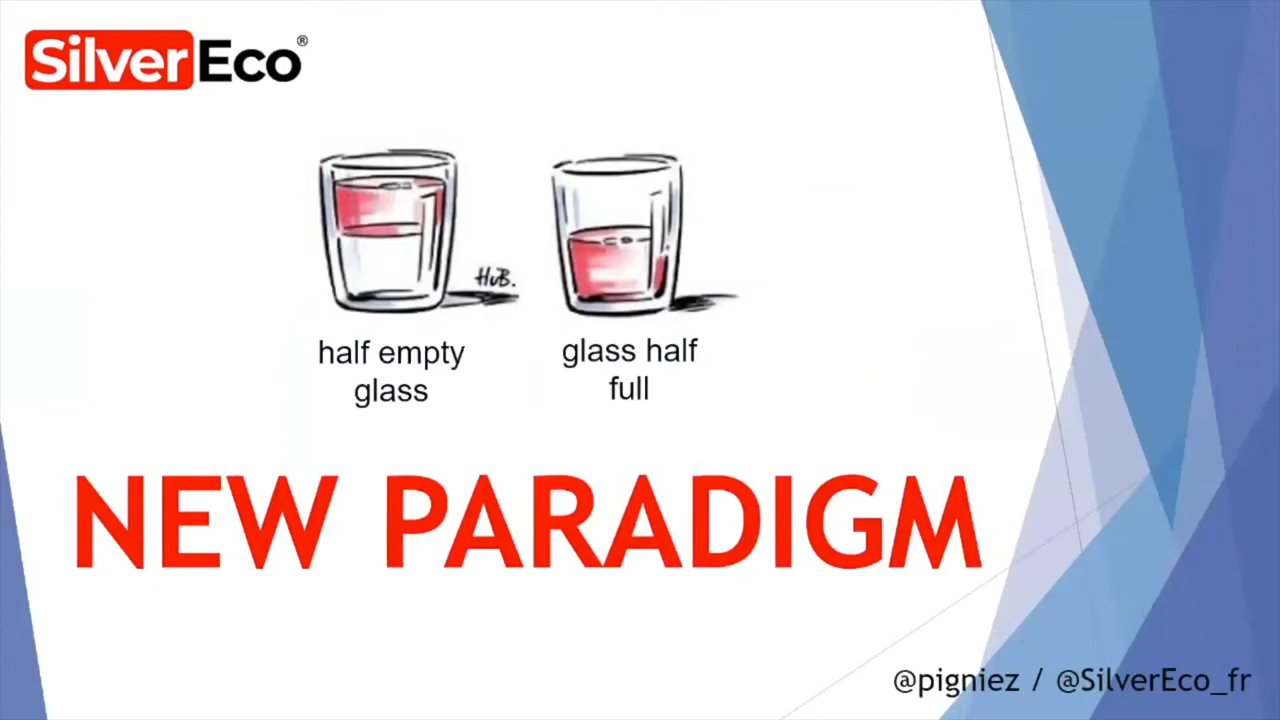 SilverEco®
HuB.
half empty
glass
glass half
full
NEW PARADIGM
@pigniez / @SilverEco_fr